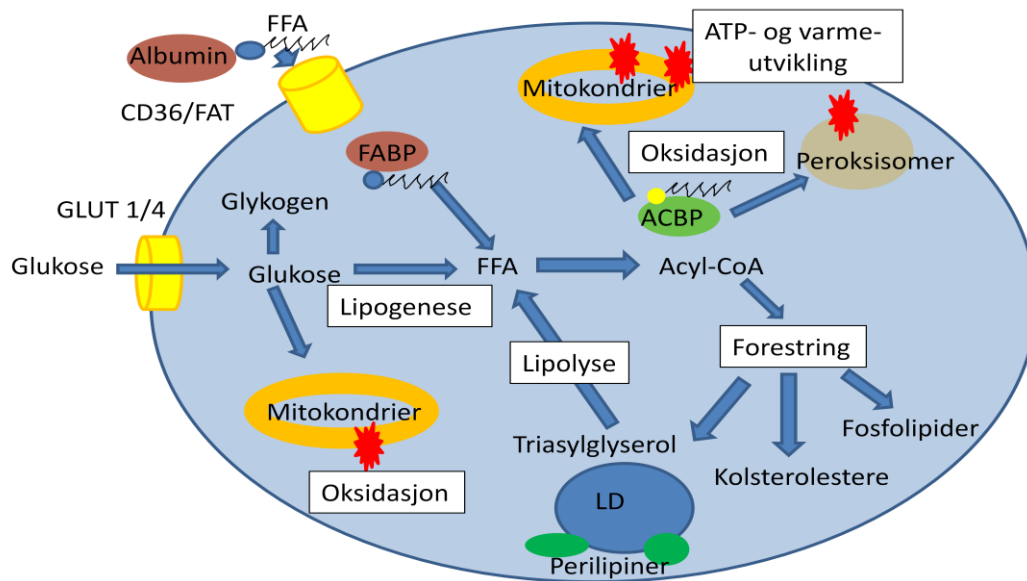 FFA
Albumin
CD36/FAT
ATP- og varme-
utvikling
Mitokondrier
FABP
Oksidasjon
Peroksisomer
ACBP
GLUT 1/4
Glykogen
Glukose
Glukose
FFA
Acyl-CoA
Lipogenese
Lipolyse
Forestring
Mitokondrier
Triasylglyserol
Fosfolipider
Kolsterolestere
Oksidasjon
LD
Perilipiner